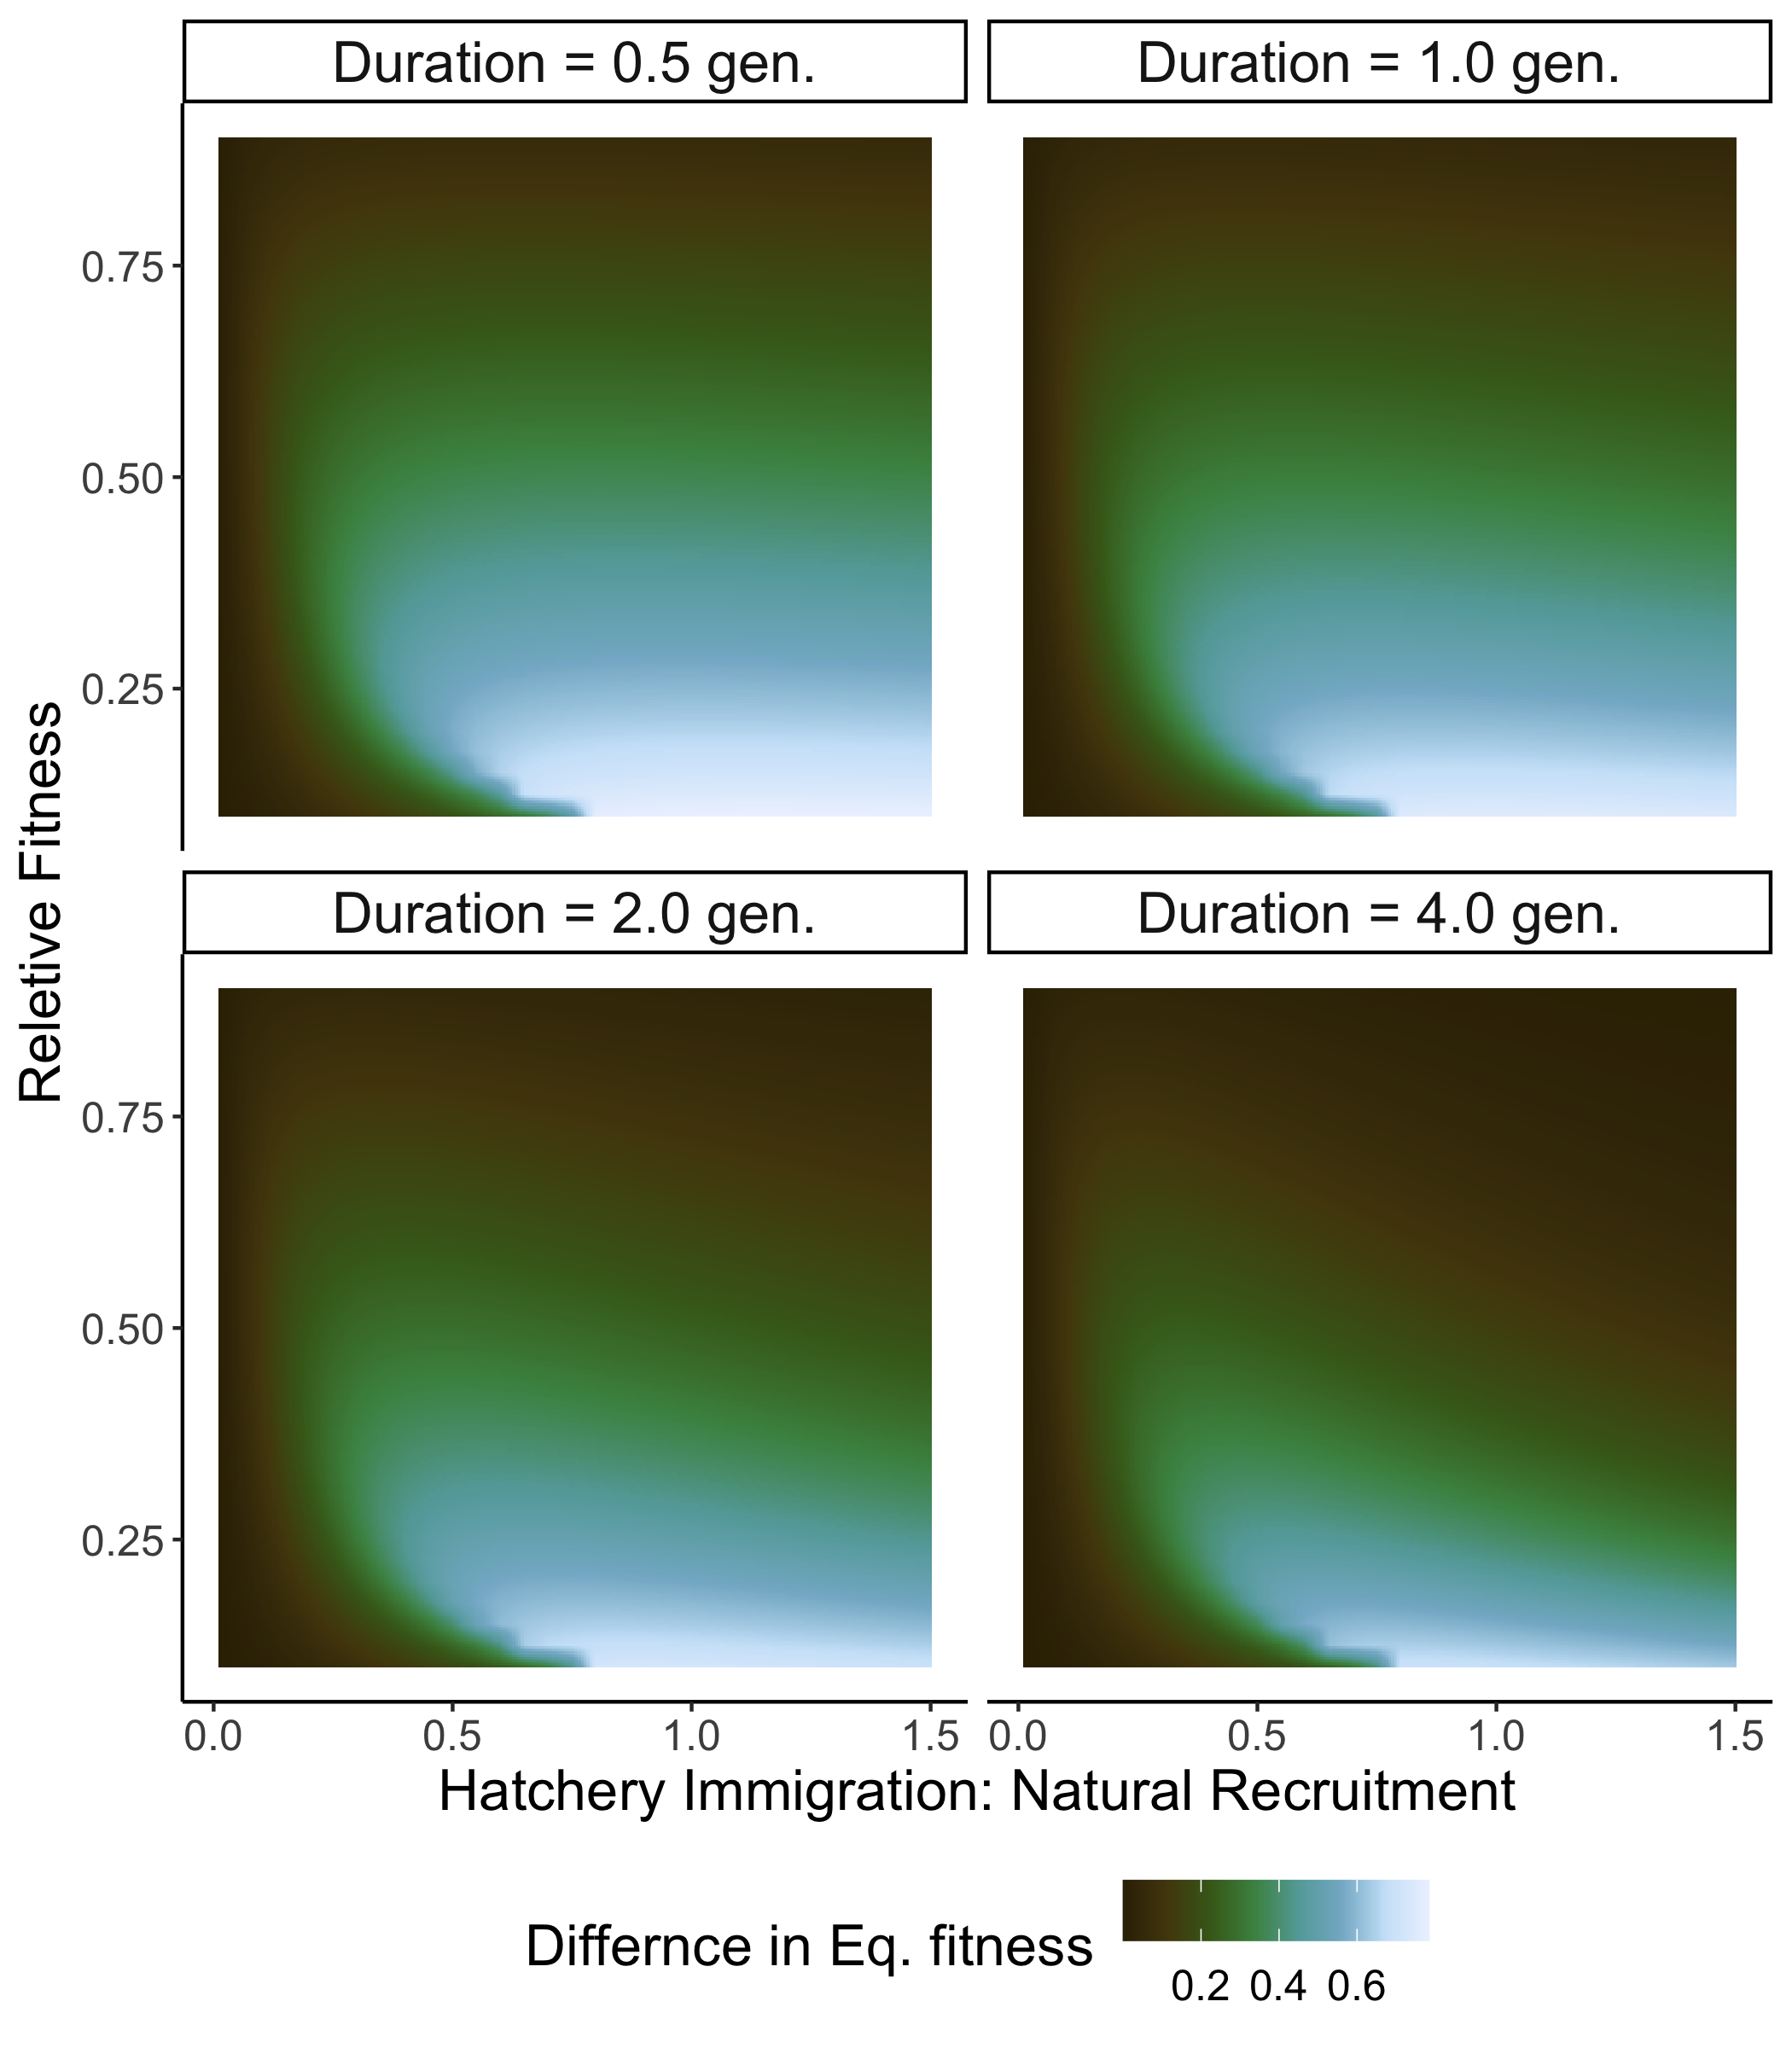 Duration = 0.5 gen.
Duration = 1.0 gen.
0.75
0.50
0.25
Reletive Fitness
Duration = 2.0 gen.
Duration = 4.0 gen.
0.75
0.50
0.25
0.0 0.5 1.0 1.5
0.0 0.5 1.0 1.5
Hatchery Immigration: Natural Recruitment
Differnce in Eq. fitness
0.2 0.4 0.6